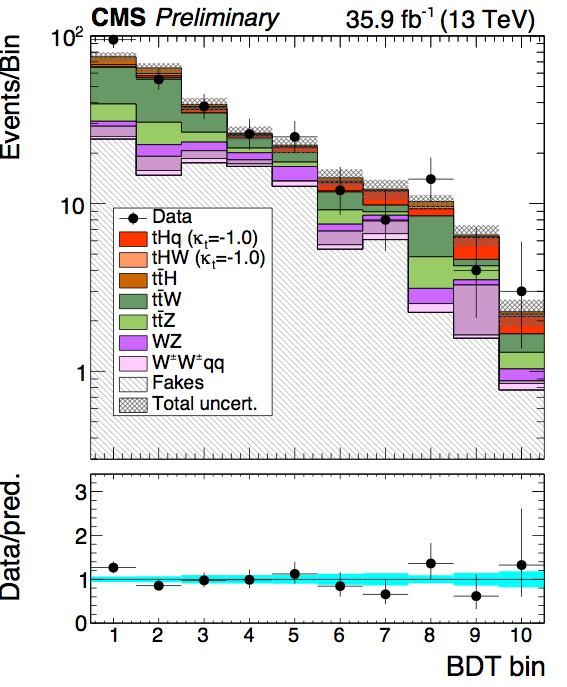 CMS Preliminary 35.9 fb⁻¹ (13 TeV)
Events/Bin
10²
10
1
Data
tHq (κt=-1.0)
tHW (κt=-1.0)
tt̄H
tt̄W
tt̄Z
WZ
W±W±qq
Fakes
Total uncert.
Data/pred.
3
2
1
0
1 2 3 4 5 6 7 8 9 10
BDT bin